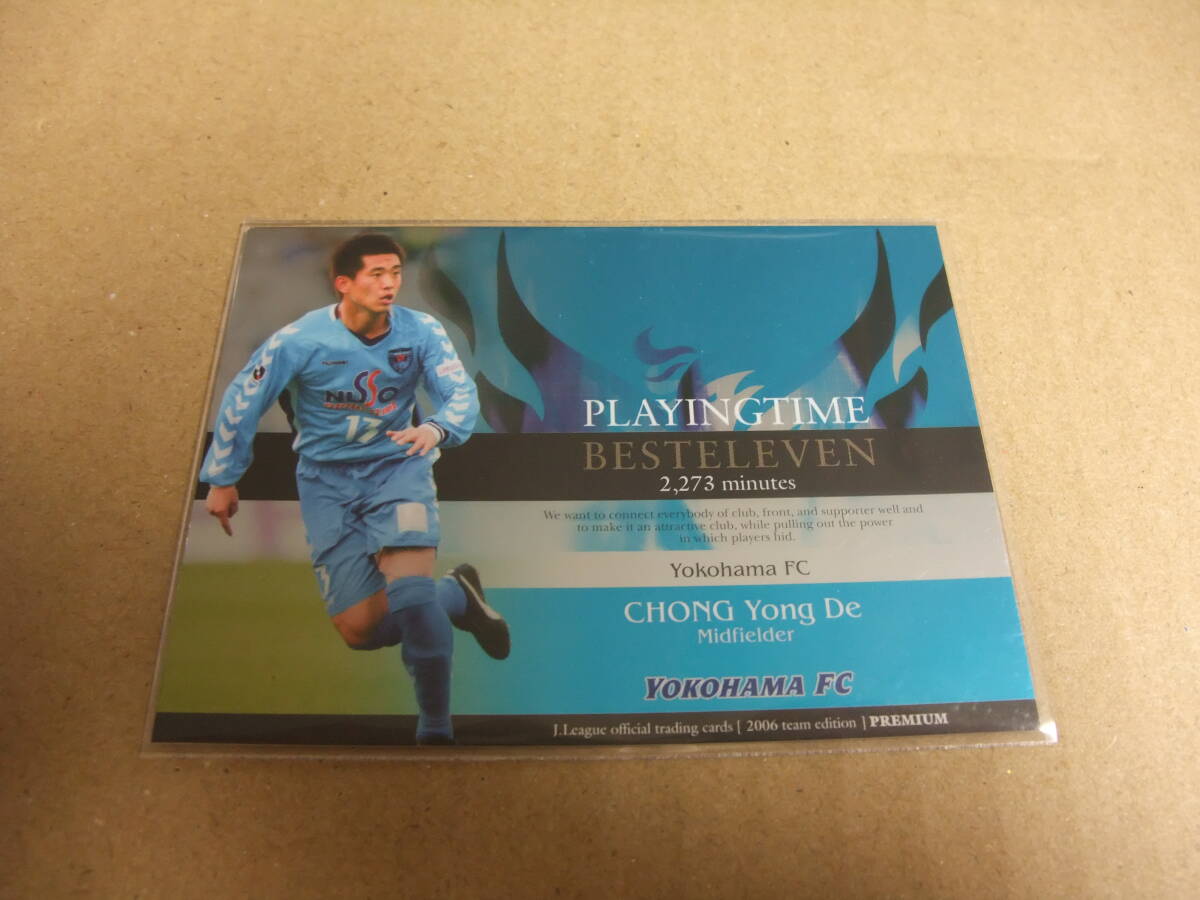 NISSO
13
PLAYINGTIME
BESTELEVEN
2,273 minutes
We want to connect everybody of club, front, and supporter well and
to make it an attractive club, while pulling out the power
in which players hid.
Yokohama FC
CHONG Yong De
Midfielder
YOKOHAMA FC
J.League official trading cards | 2006 team edition | PREMIUM